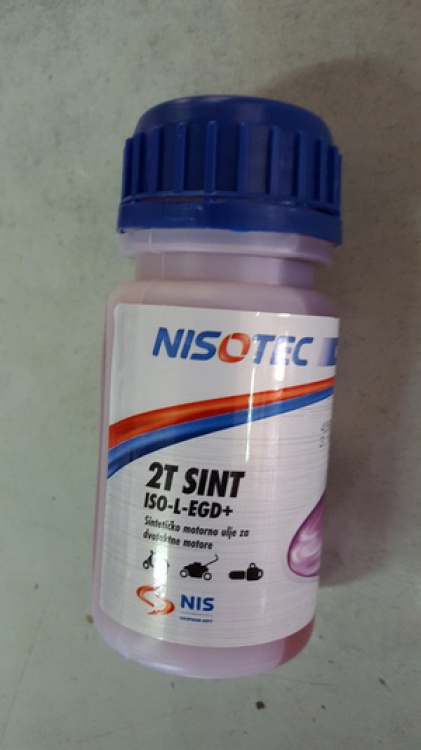 NISOTEC
2T SINT
ISO-L-EGD+
Sintetičko motorno ulje za
dvotaktne motore
NIS